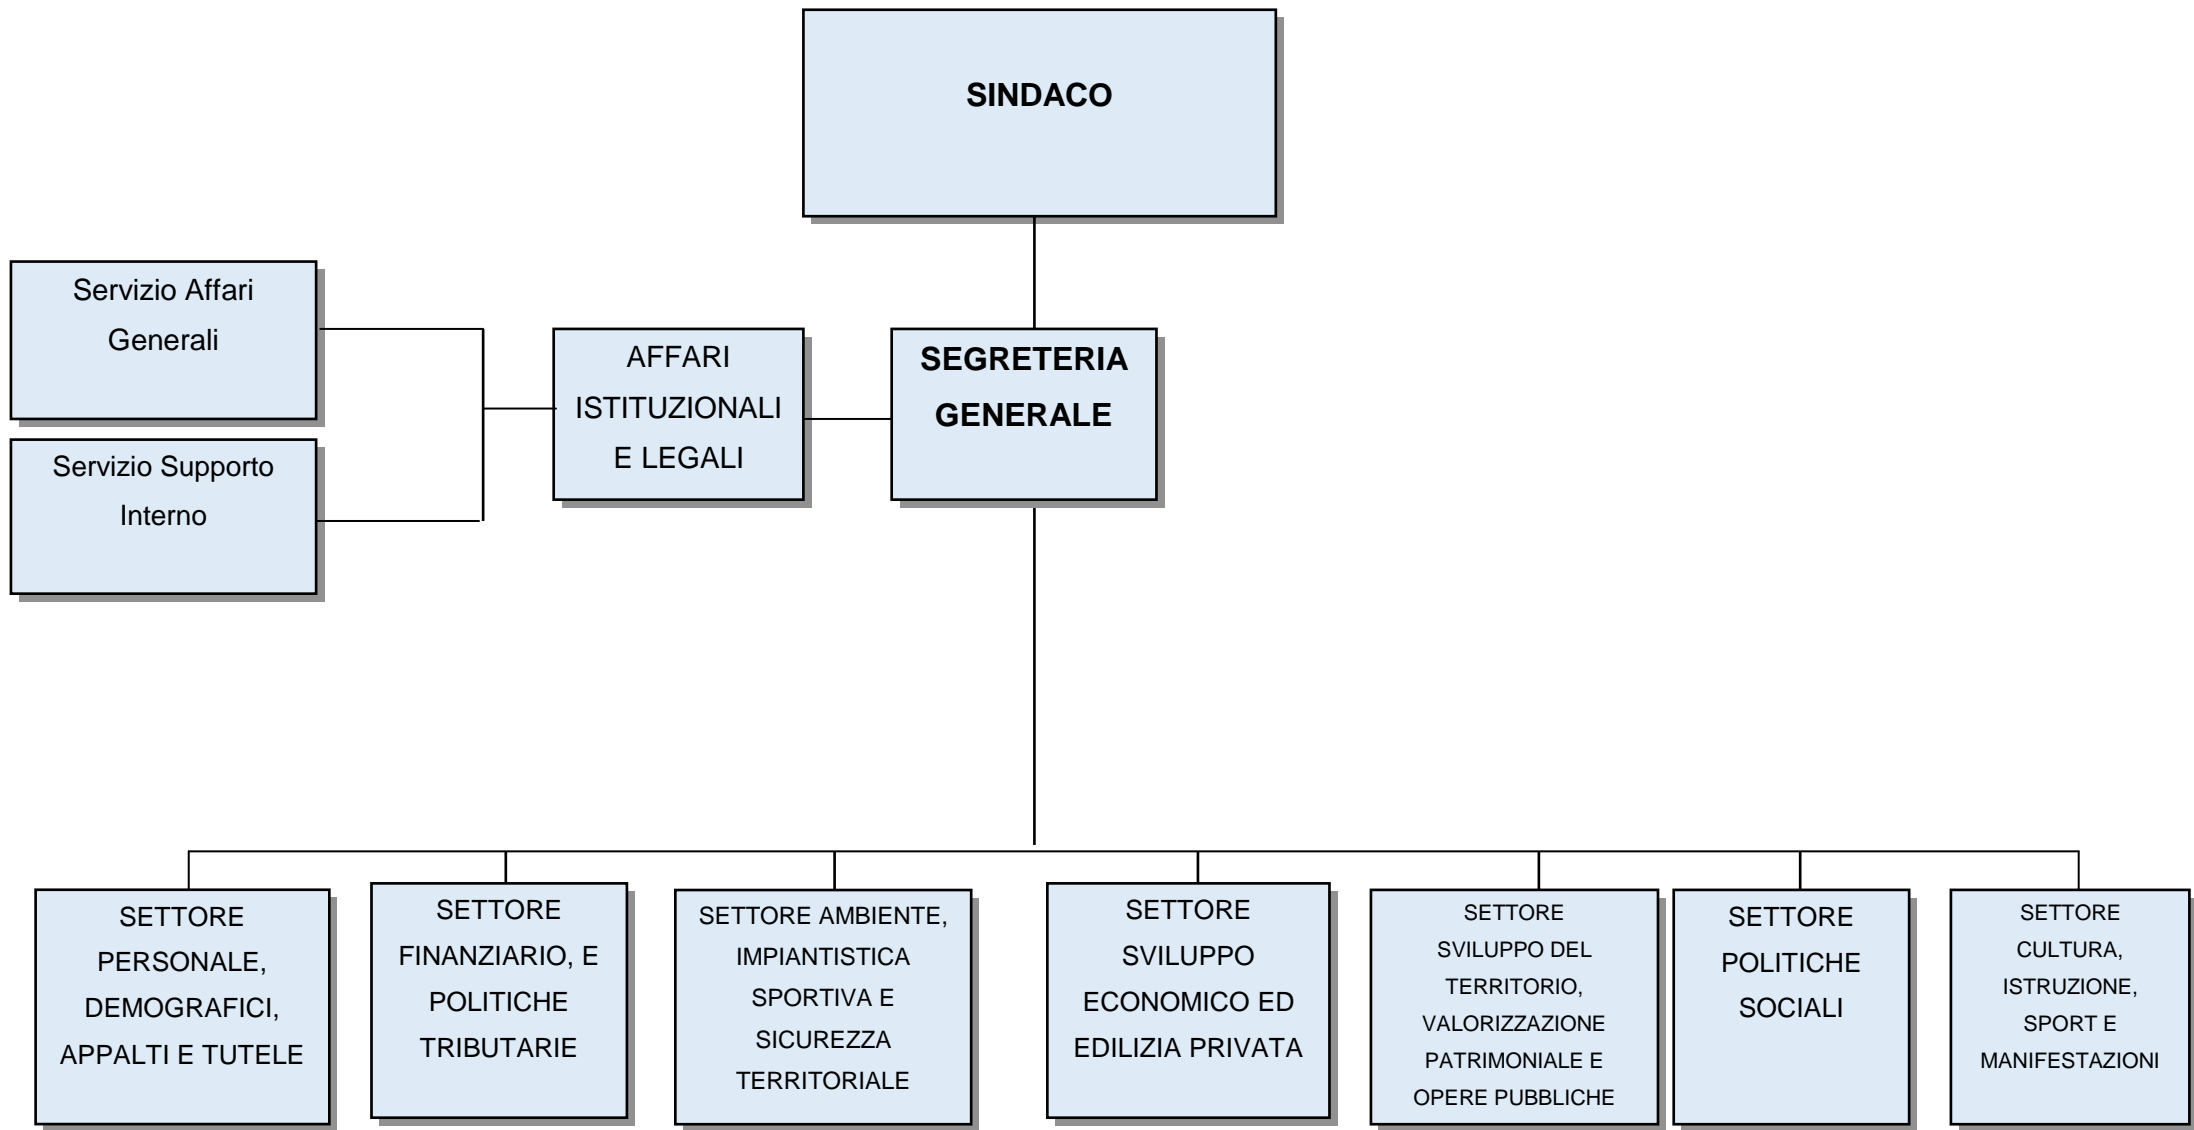 SINDACO
Servizio Affari
Generali
Servizio Supporto
Interno
AFFARI
ISTITUZIONALI
E LEGALI
SEGRETERIA
GENERALE
SETTORE
PERSONALE,
DEMOGRAFICI,
APPALTI E TUTELE
SETTORE
FINANZIARIO, E
POLITICHE
TRIBUTARIE
SETTORE AMBIENTE,
IMPIANTISTICA
SPORTIVA E
SICUREZZA
TERRITORIALE
SETTORE
SVILUPPO
ECONOMICO ED
EDILIZIA PRIVATA
SETTORE
SVILUPPO DEL
TERRITORIO,
VALORIZZAZIONE
PATRIMONIALE E
OPERE PUBBLICHE
SETTORE
POLITICHE
SOCIALI
SETTORE
CULTURA,
ISTRUZIONE,
SPORT E
MANIFESTAZIONI